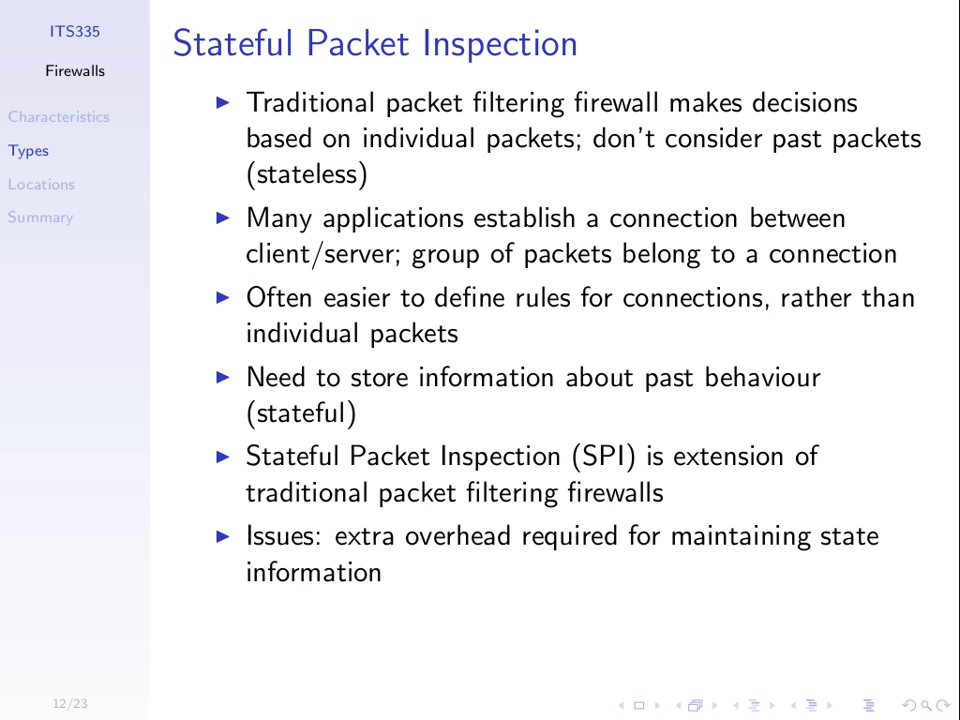 ITS335
Firewalls
Characteristics
Types
Locations
Summary
Stateful Packet Inspection
Traditional packet filtering firewall makes decisions
based on individual packets; don't consider past packets
(stateless)
Many applications establish a connection between
client/server; group of packets belong to a connection
Often easier to define rules for connections, rather than
individual packets
Need to store information about past behaviour
(stateful)
Stateful Packet Inspection (SPI) is extension of
traditional packet filtering firewalls
Issues: extra overhead required for maintaining state
information
12/23